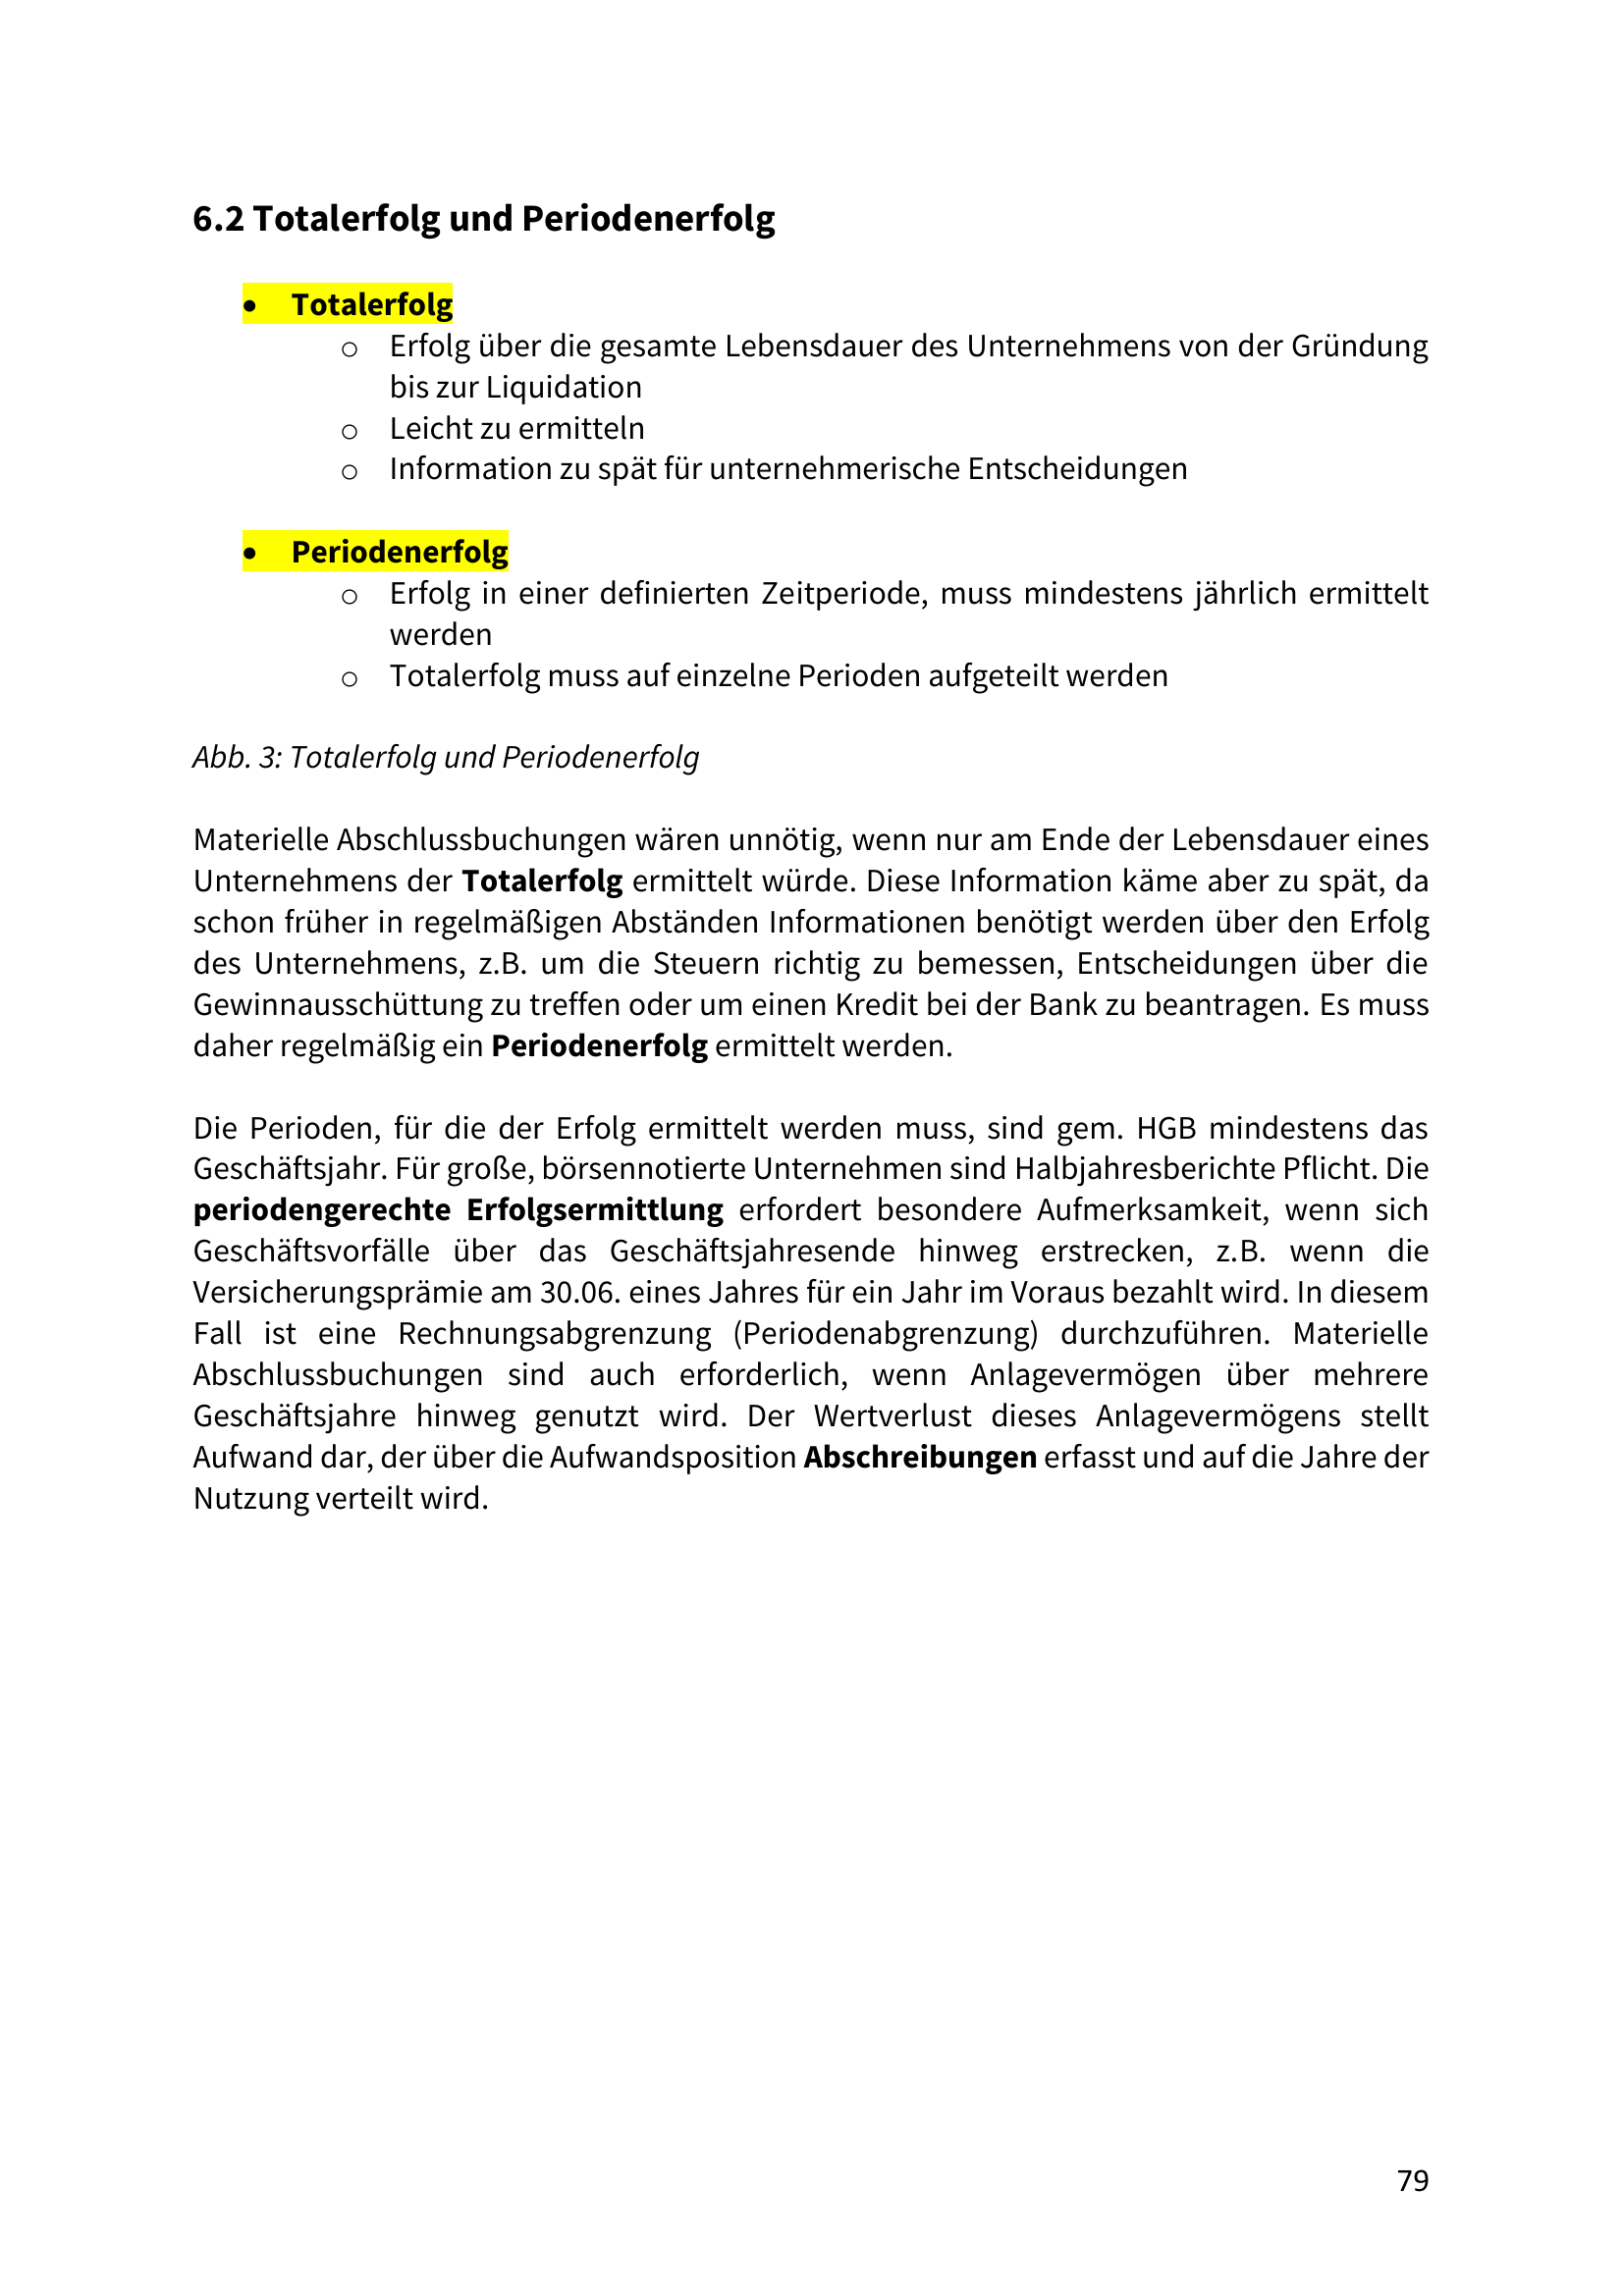 6.2 Totalerfolg und Periodenerfolg
• Totalerfolg
o Erfolg über die gesamte Lebensdauer des Unternehmens von der Gründung
bis zur Liquidation
o Leicht zu ermitteln
o Information zu spät für unternehmerische Entscheidungen
• Periodenerfolg
o Erfolg in einer definierten Zeitperiode, muss mindestens jährlich ermittelt
werden
o Totalerfolg muss auf einzelne Perioden aufgeteilt werden
Abb. 3: Totalerfolg und Periodenerfolg
Materielle Abschlussbuchungen wären unnötig, wenn nur am Ende der Lebensdauer eines
Unternehmens der Totalerfolg ermittelt würde. Diese Information käme aber zu spät, da
schon früher in regelmäßigen Abständen Informationen benötigt werden über den Erfolg
des Unternehmens, z.B. um die Steuern richtig zu bemessen, Entscheidungen über die
Gewinnausschüttung zu treffen oder um einen Kredit bei der Bank zu beantragen. Es muss
daher regelmäßig ein Periodenerfolg ermittelt werden.
Die Perioden, für die der Erfolg ermittelt werden muss, sind gem. HGB mindestens das
Geschäftsjahr. Für große, börsennotierte Unternehmen sind Halbjahresberichte Pflicht. Die
periodengerechte Erfolgsermittlung erfordert besondere Aufmerksamkeit, wenn sich
Geschäftsvorfälle über das Geschäftsjahresende hinweg erstrecken, z.B. wenn die
Versicherungsprämie am 30.06. eines Jahres für ein Jahr im Voraus bezahlt wird. In diesem
Fall ist eine Rechnungsabgrenzung (Periodenabgrenzung) durchzuführen. Materielle
Abschlussbuchungen sind auch erforderlich, wenn Anlagevermögen über mehrere
Geschäftsjahre hinweg genutzt wird. Der Wertverlust dieses Anlagevermögens stellt
Aufwand dar, der über die Aufwandsposition Abschreibungen erfasst und auf die Jahre der
Nutzung verteilt wird.
79